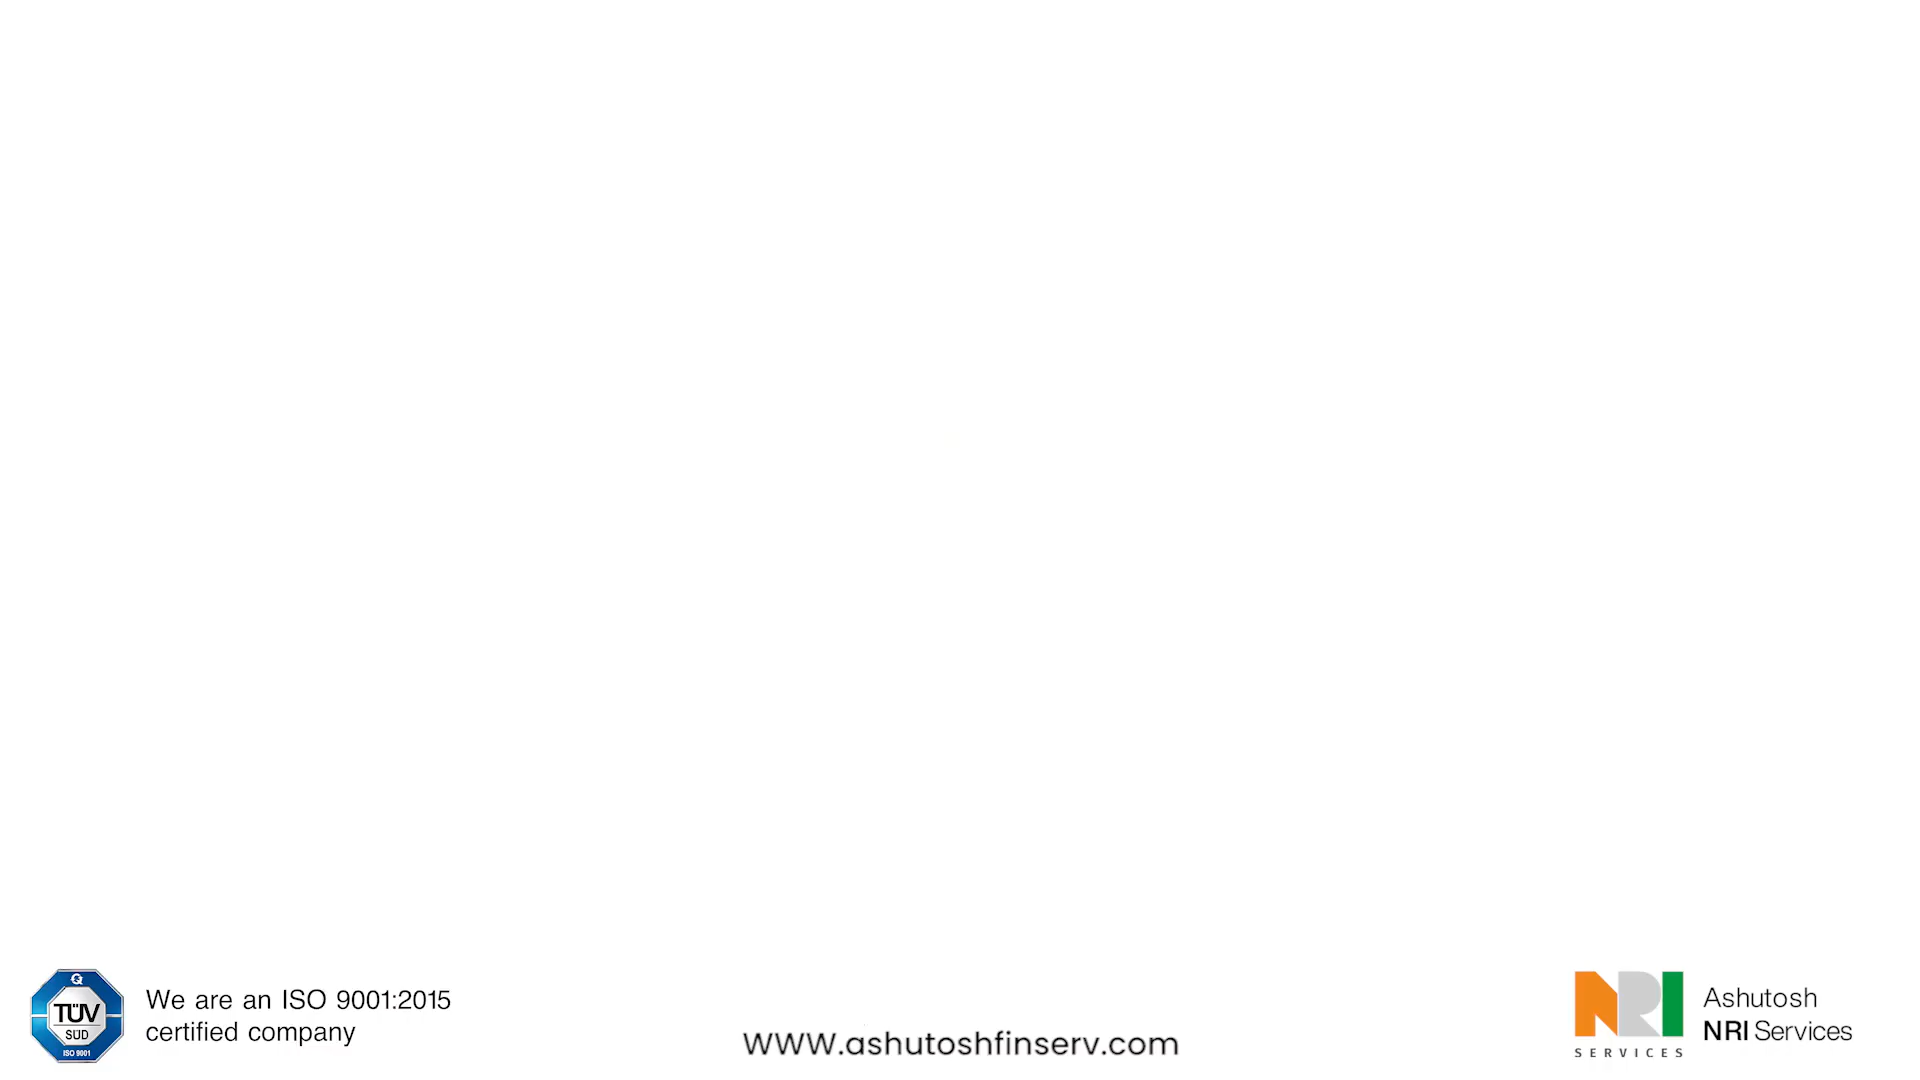 TÜV
SÜD
ISO 9001
We are an ISO 9001:2015
certified company
www.ashutoshfinserv.com
NRI
SERVICES
Ashutosh
NRI Services